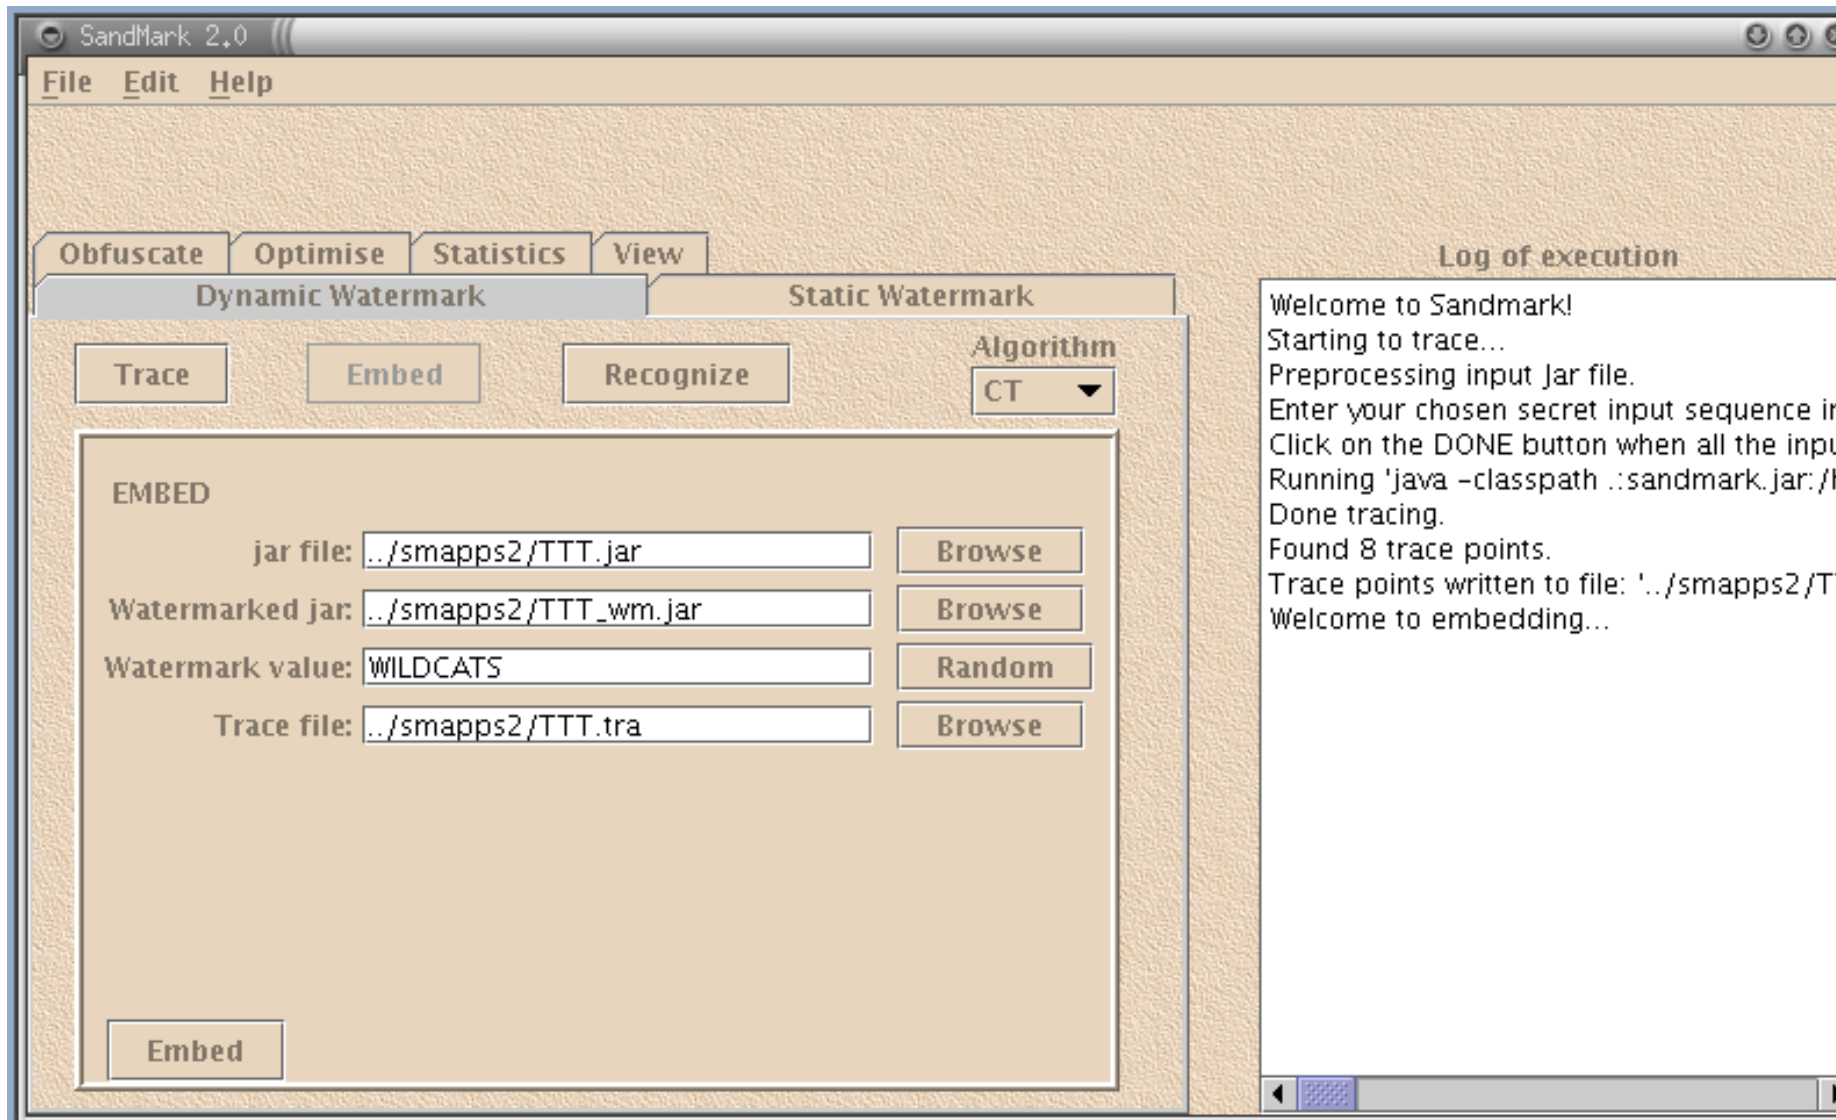 SandMark 2.0
File Edit Help
Obfuscate Optimise Statistics View
Dynamic Watermark Static Watermark
Trace Embed Recognize
Algorithm
CT
EMBED
jar file: ../smapps2/TTT.jar Browse
Watermarked jar: ../smapps2/TTT_wm.jar Browse
Watermark value: WILDCATS Random
Trace file: ../smapps2/TTT.tra Browse
Embed
Log of execution
Welcome to Sandmark!
Starting to trace...
Preprocessing input Jar file.
Enter your chosen secret input sequence
Click on the DONE button when all the
Running 'java -classpath .:sandmark.jar:/
Done tracing.
Found 8 trace points.
Trace points written to file: '../smapps2/
Welcome to embedding...